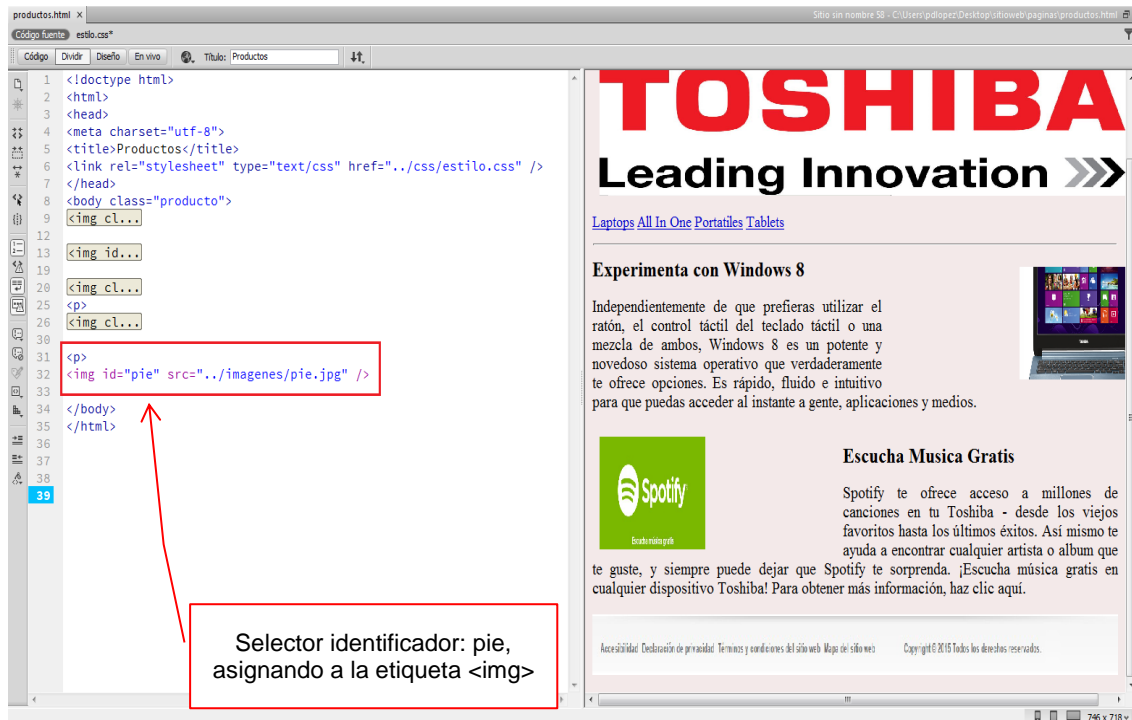 productos.html ×
Sitio sin nombre 58 - C:\Users\pdlopez\Desktop\sitioweb\paginas\productos.html
Código fuente estilo.css*
Código Dividir Diseño En vivo Título: Productos
1 <!doctype html>
2 <html>
3 <head>
4 <meta charset="utf-8">
5 <title>Productos</title>
6 <link rel="stylesheet" type="text/css" href="../css/estilo.css" />
7 </head>
8 <body class="producto">
9 <img cl...
12
13 <img id...
19
20 <img cl...
25 <p>
26 <img cl...
30
31 <p>
32 <img id="pie" src="../imagenes/pie.jpg" />
33
34 </body>
35 </html>
36
37
38
39
Selector identificador: pie,
asignando a la etiqueta <img>
TOSHIBA
Leading Innovation
Laptops All In One Portatiles Tablets
Experimenta con Windows 8
Independientemente de que prefieras utilizar el
ratón, el control táctil del teclado táctil o una
mezcla de ambos, Windows 8 es un potente y
novedoso sistema operativo que verdaderamente
te ofrece opciones. Es rápido, fluido e intuitivo
para que puedas acceder al instante a gente, aplicaciones y medios.
Spotify
Escucha música gratis
Escucha Musica Gratis
Spotify te ofrece acceso a millones de
canciones en tu Toshiba - desde los viejos
favoritos hasta los últimos éxitos. Así mismo te
ayuda a encontrar cualquier artista o album que
te guste, y siempre puede dejar que Spotify te sorprenda. ¡Escucha música gratis en
cualquier dispositivo Toshiba! Para obtener más información, haz clic aquí.
Accesibilidad Declaración de privacidad Términos y condiciones del sitio web Mapa del sitio web Copyright © 2015 Todos los derechos reservados.
746 x 718